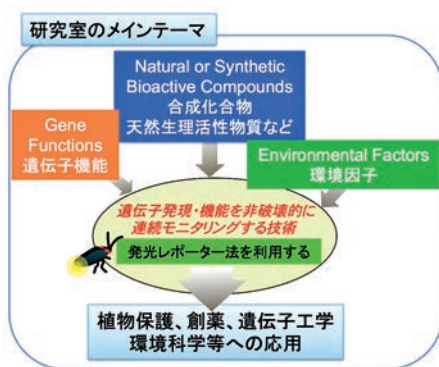 研究室のメインテーマ
Natural or Synthetic
Bioactive Compounds
合成化合物
天然生理活性物質など
Gene
Functions
遺伝子機能
Environmental Factors
環境因子
遺伝子発現・機能を非破壊的に
連続モニタリングする技術
発光レポーター法を利用する
植物保護、創薬、遺伝子工学
環境科学等への応用